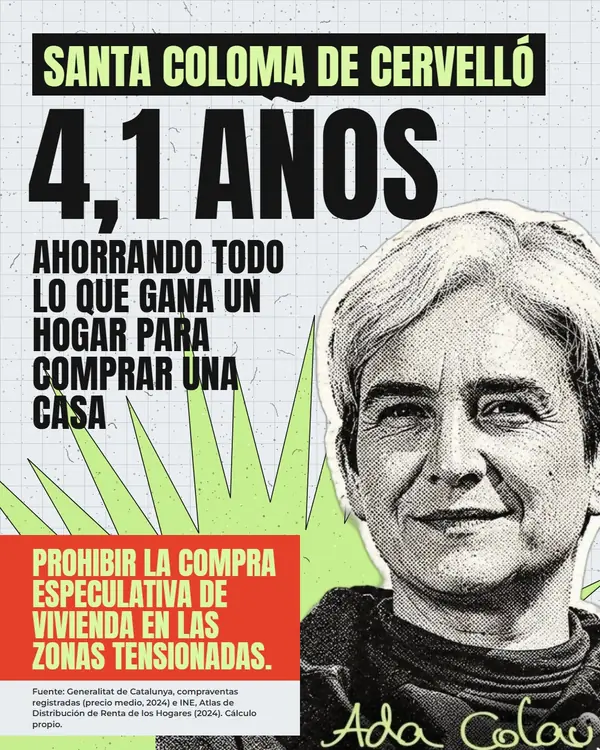 SANTA COLOMA DE CERVELLÓ
4,1 AÑOS
AHORRANDO TODO
LO QUE GANA UN
HOGAR PARA
COMPRAR UNA
CASA
PROHIBIR LA COMPRA
ESPECULATIVA DE
VIVIENDA EN LAS
ZONAS TENSIONADAS.
Fuente: Generalitat de Catalunya, compraventas
registradas (precio medio, 2024) e INE, Atlas de
Distribución de Renta de los Hogares (2024). Cálculo
propio.
Ada Colau